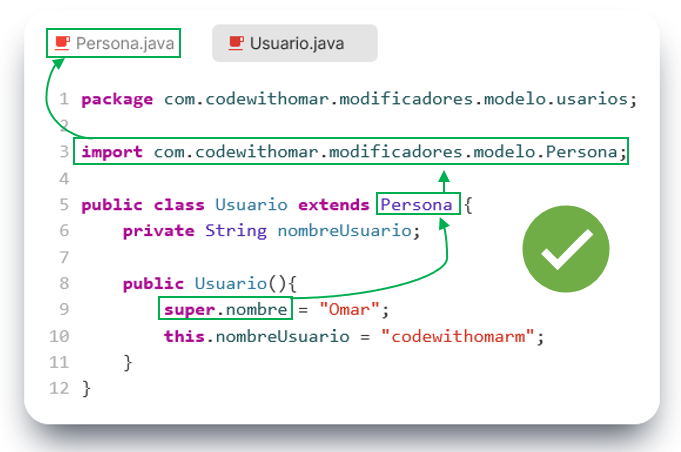 Persona.java
Usuario.java
1 package com.codewithomar.modificadores.modelo.usarios;
2
3 import com.codewithomar.modificadores.modelo.Persona;
4
5 public class Usuario extends Persona {
6 private String nombreUsuario;
7
8 public Usuario(){
9 super.nombre = "Omar";
10 this.nombreUsuario = "codewithomarm";
11 }
12 }